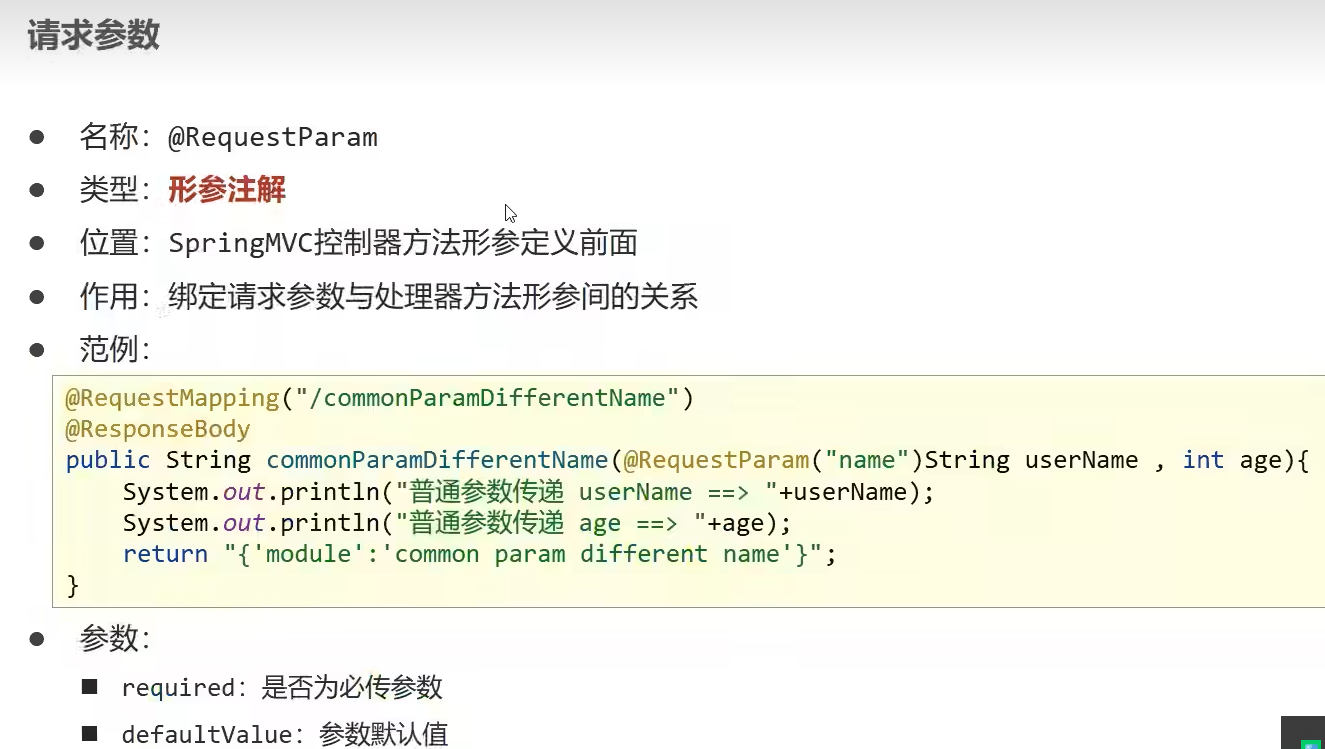 请求参数
名称：@RequestParam
类型：形参注解
位置：SpringMVC控制器方法形参定义前面
作用：绑定请求参数与处理器方法形参间的关系
范例：
@RequestMapping("/commonParamDifferentName")
@ResponseBody
public String commonParamDifferentName(@RequestParam("name")String userName , int age){
    System.out.println("普通参数传递 userName ==> "+userName);
    System.out.println("普通参数传递 age ==> "+age);
    return "{'module':'common param different name'}";
}
参数：
required：是否为必传参数
defaultValue：参数默认值